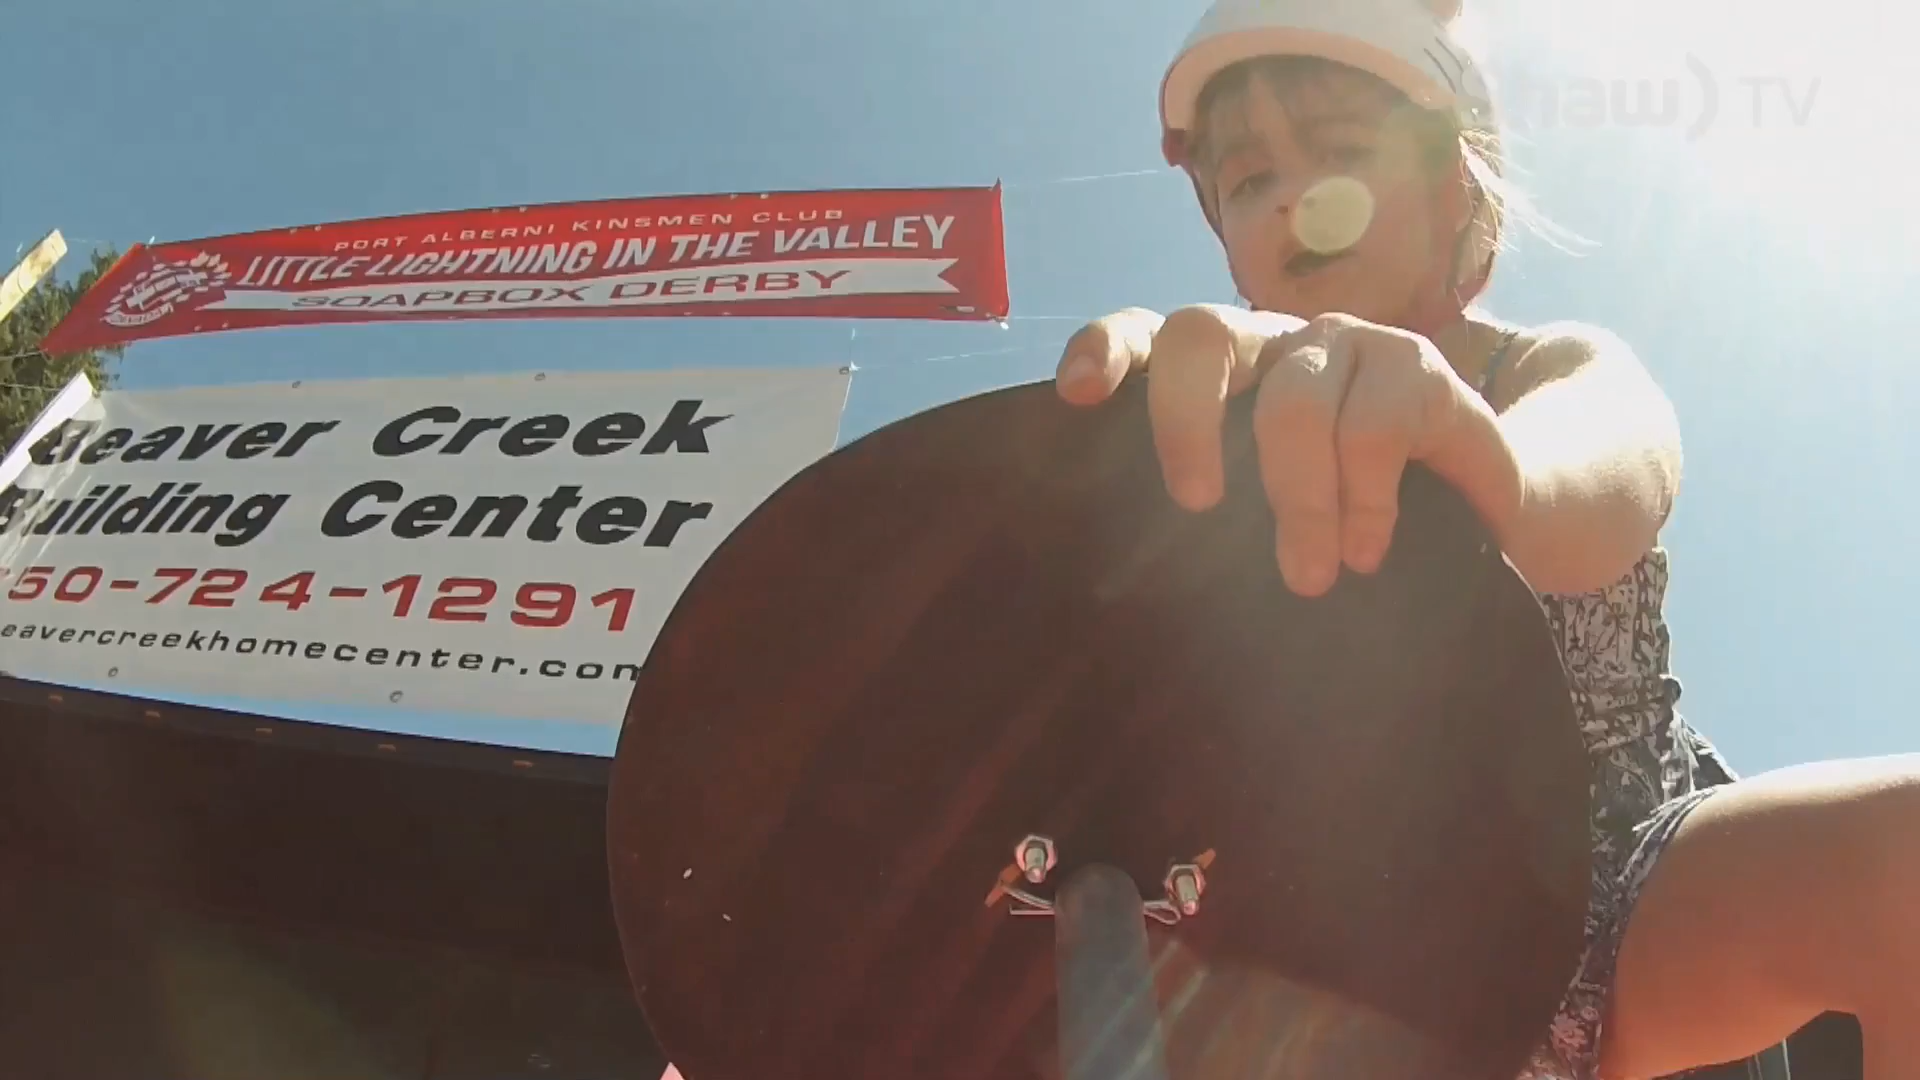 PORT ALBERNI KINSMEN CLUB
LITTLE LIGHTNING IN THE VALLEY
SOAPBOX DERBY
Beaver Creek
Building Center
50-724-1291
eavercreekhomecenter.com
haw) TV